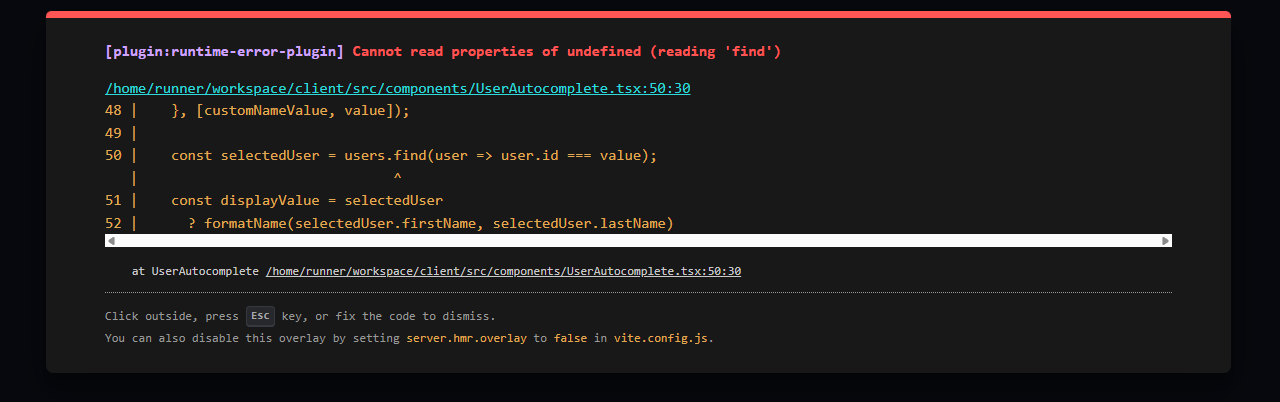 [plugin:runtime-error-plugin] Cannot read properties of undefined (reading 'find')
/home/runner/workspace/client/src/components/UserAutocomplete.tsx:50:30
48 |    }, [customNameValue, value]);
49 |
50 |    const selectedUser = users.find(user => user.id === value);
   |                               ^
51 |    const displayValue = selectedUser
52 |      ? formatName(selectedUser.firstName, selectedUser.lastName)
at UserAutocomplete /home/runner/workspace/client/src/components/UserAutocomplete.tsx:50:30
Click outside, press Esc key, or fix the code to dismiss.
You can also disable this overlay by setting server.hmr.overlay to false in vite.config.js.